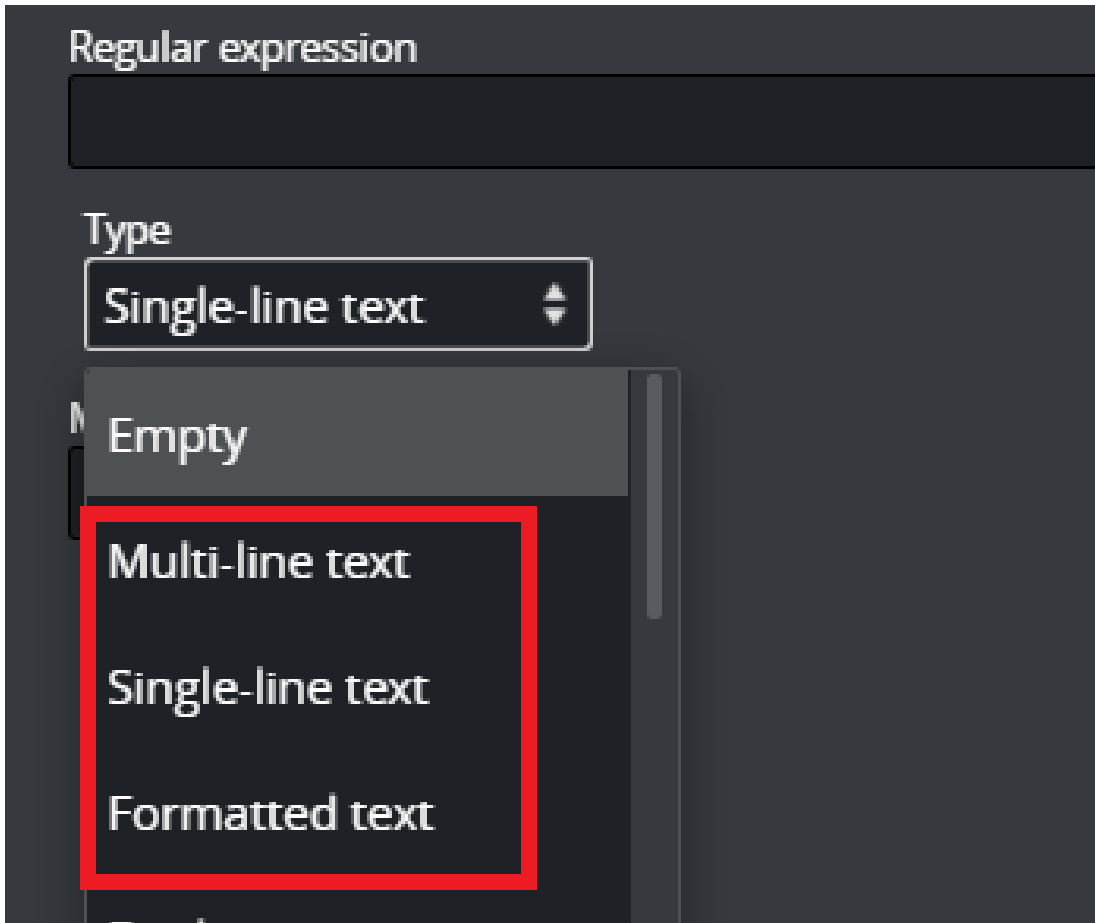 Regular expression
Type
Single-line text
Empty
Multi-line text
Single-line text
Formatted text